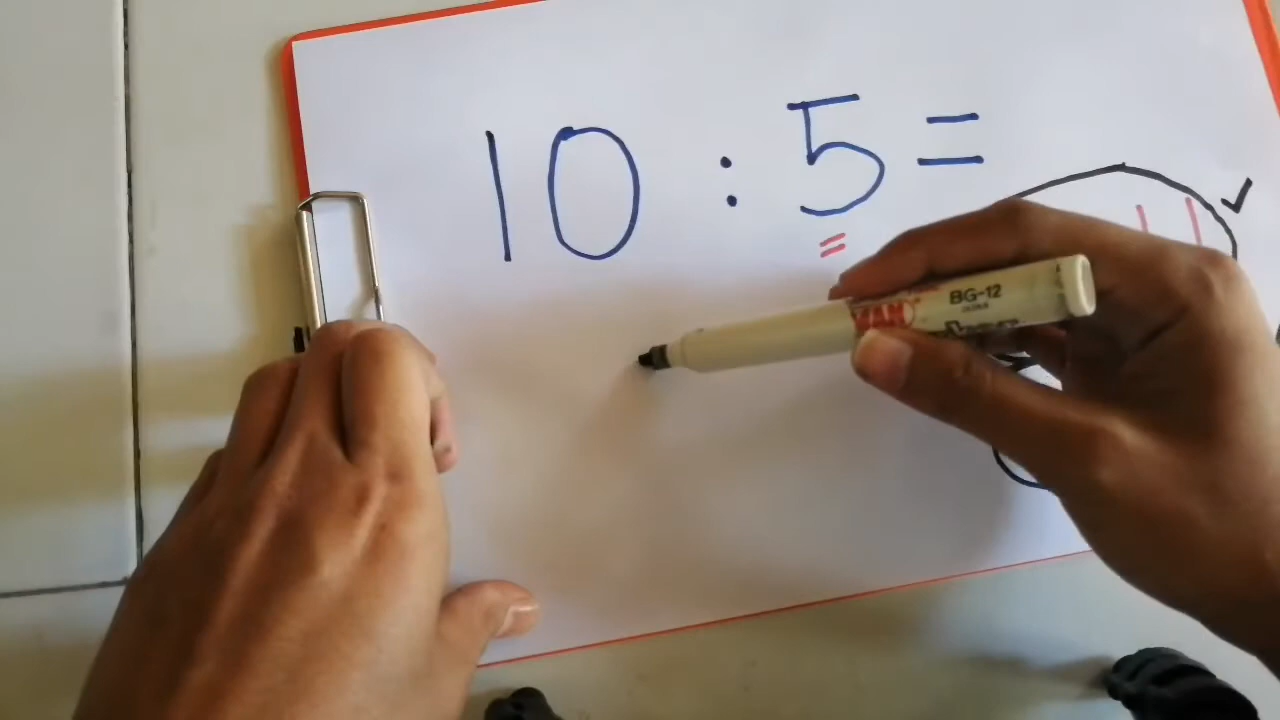 10 : 5 =
=
BG-12